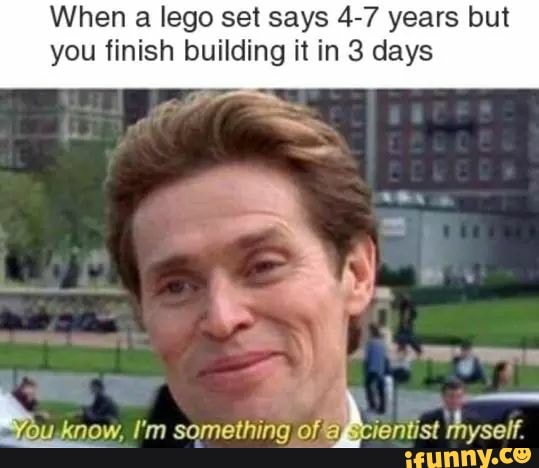 When a lego set says 4-7 years but
you finish building it in 3 days
You know, I'm something of a scientist myself.
ifunny.co